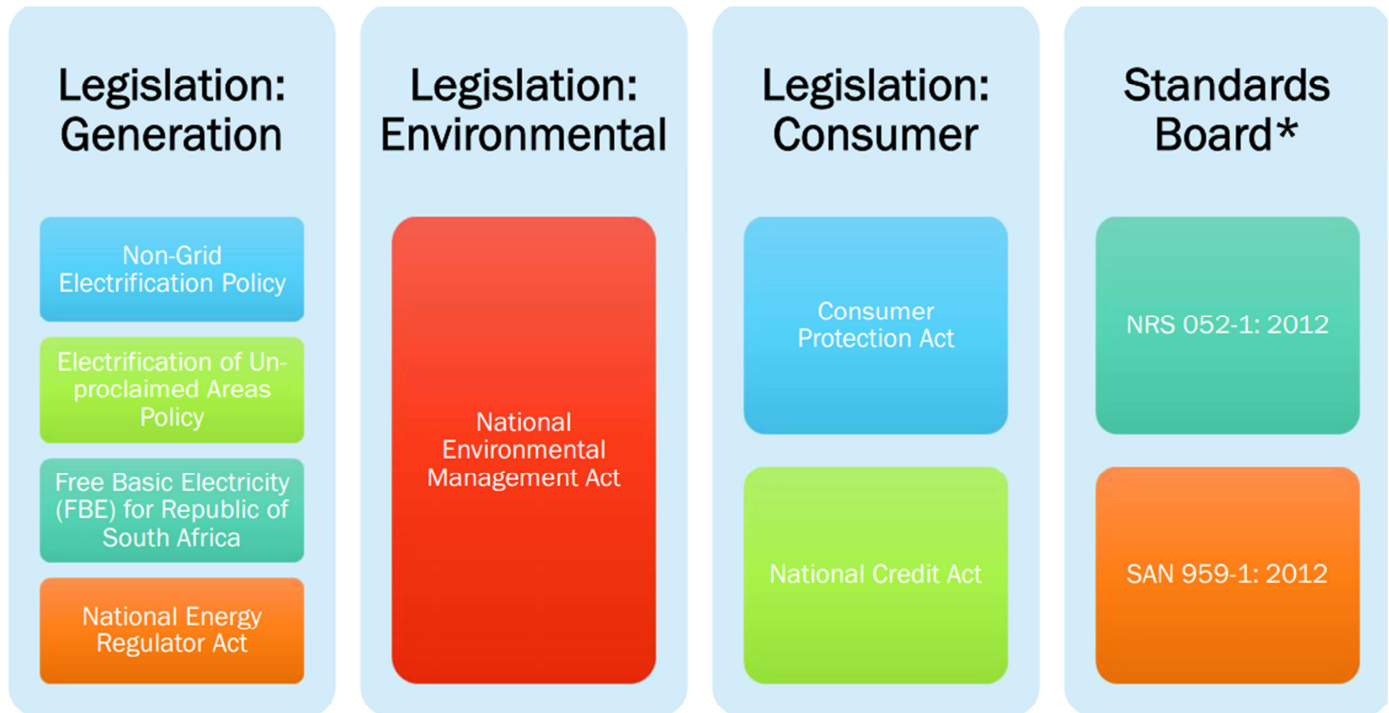 Legislation:
Generation
Non-Grid
Electrification Policy
Electrification of Un-
proclaimed Areas
Policy
Free Basic Electricity
(FBE) for Republic of
South Africa
National Energy
Regulator Act
Legislation:
Environmental
National
Environmental
Management Act
Legislation:
Consumer
Consumer
Protection Act
National Credit Act
Standards
Board*
NRS 052-1: 2012
SAN 959-1: 2012